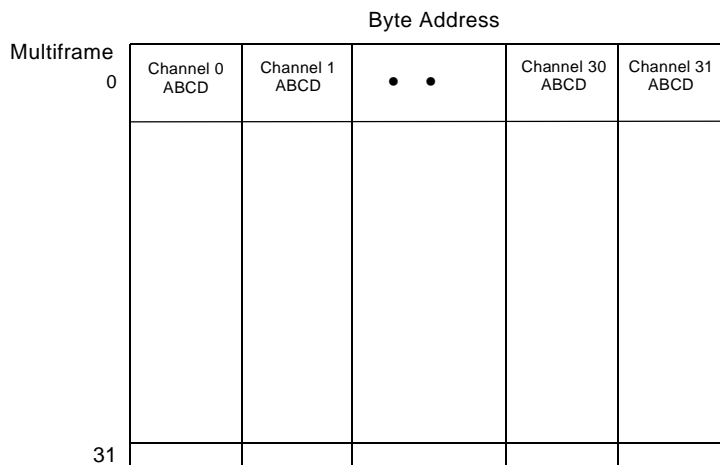 Byte Address
Multiframe
0
Channel 0
ABCD
Channel 1
ABCD
• •
Channel 30
ABCD
Channel 31
ABCD
31